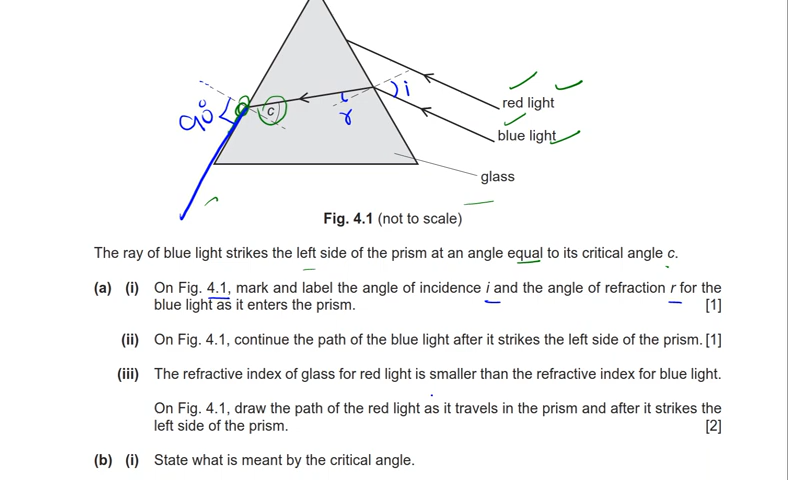 i
c
90°
r
red light
blue light
glass
Fig. 4.1 (not to scale)
The ray of blue light strikes the left side of the prism at an angle equal to its critical angle c.
(a) (i) On Fig. 4.1, mark and label the angle of incidence i and the angle of refraction r for the
blue light as it enters the prism. [1]
(ii) On Fig. 4.1, continue the path of the blue light after it strikes the left side of the prism. [1]
(iii) The refractive index of glass for red light is smaller than the refractive index for blue light.
On Fig. 4.1, draw the path of the red light as it travels in the prism and after it strikes the
left side of the prism. [2]
(b) (i) State what is meant by the critical angle.